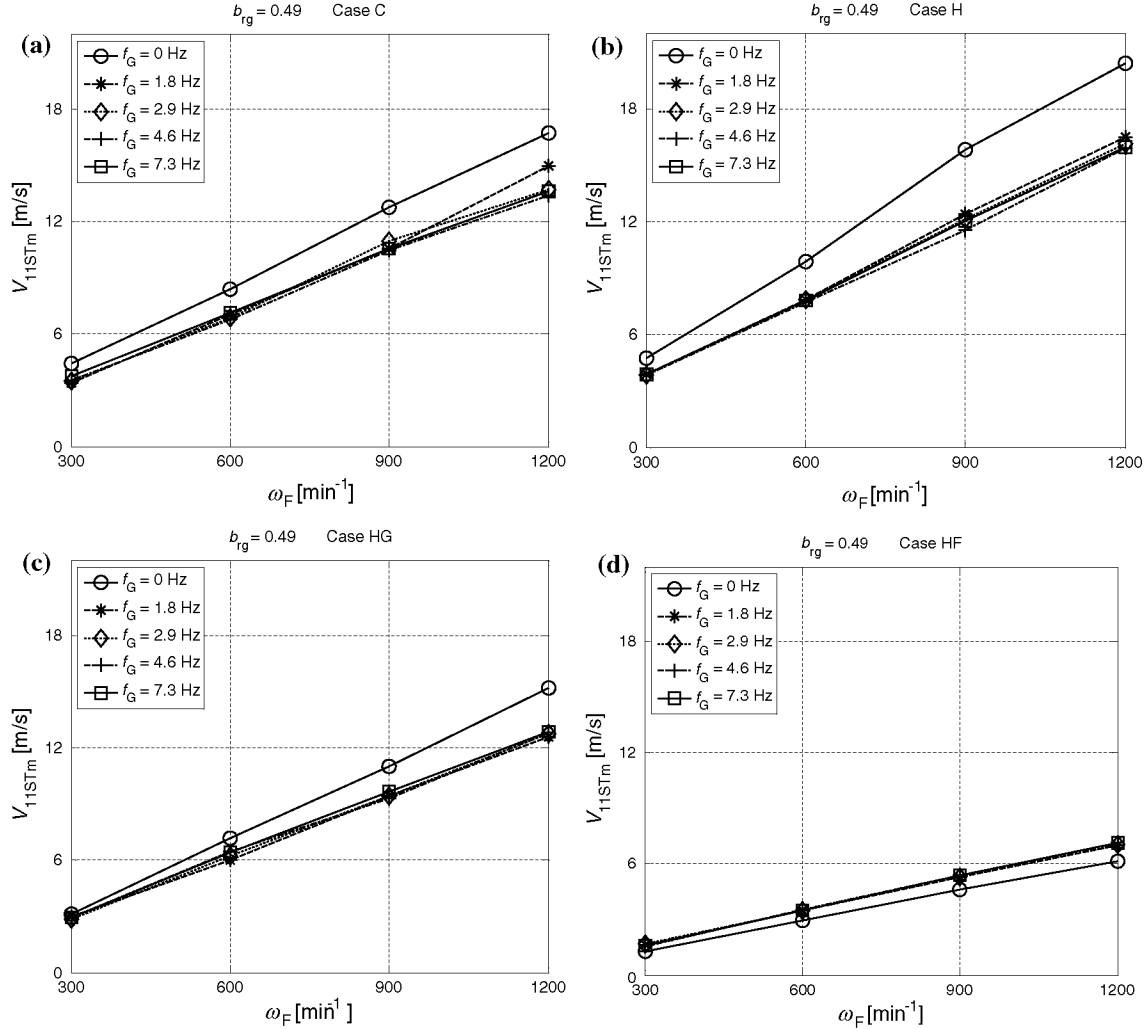 b_rg = 0.49 Case C
(a)
f_G = 0 Hz
f_G = 1.8 Hz
f_G = 2.9 Hz
f_G = 4.6 Hz
f_G = 7.3 Hz
V_11STm [m/s]
18
12
6
0
300 600 900 1200
ω_F [min⁻¹]
b_rg = 0.49 Case H
(b)
f_G = 0 Hz
f_G = 1.8 Hz
f_G = 2.9 Hz
f_G = 4.6 Hz
f_G = 7.3 Hz
V_11STm [m/s]
18
12
6
0
300 600 900 1200
ω_F [min⁻¹]
b_rg = 0.49 Case HG
(c)
f_G = 0 Hz
f_G = 1.8 Hz
f_G = 2.9 Hz
f_G = 4.6 Hz
f_G = 7.3 Hz
V_11STm [m/s]
18
12
6
0
300 600 900 1200
ω_F [min⁻¹]
b_rg = 0.49 Case HF
(d)
f_G = 0 Hz
f_G = 1.8 Hz
f_G = 2.9 Hz
f_G = 4.6 Hz
f_G = 7.3 Hz
V_11STm [m/s]
18
12
6
0
300 600 900 1200
ω_F [min⁻¹]